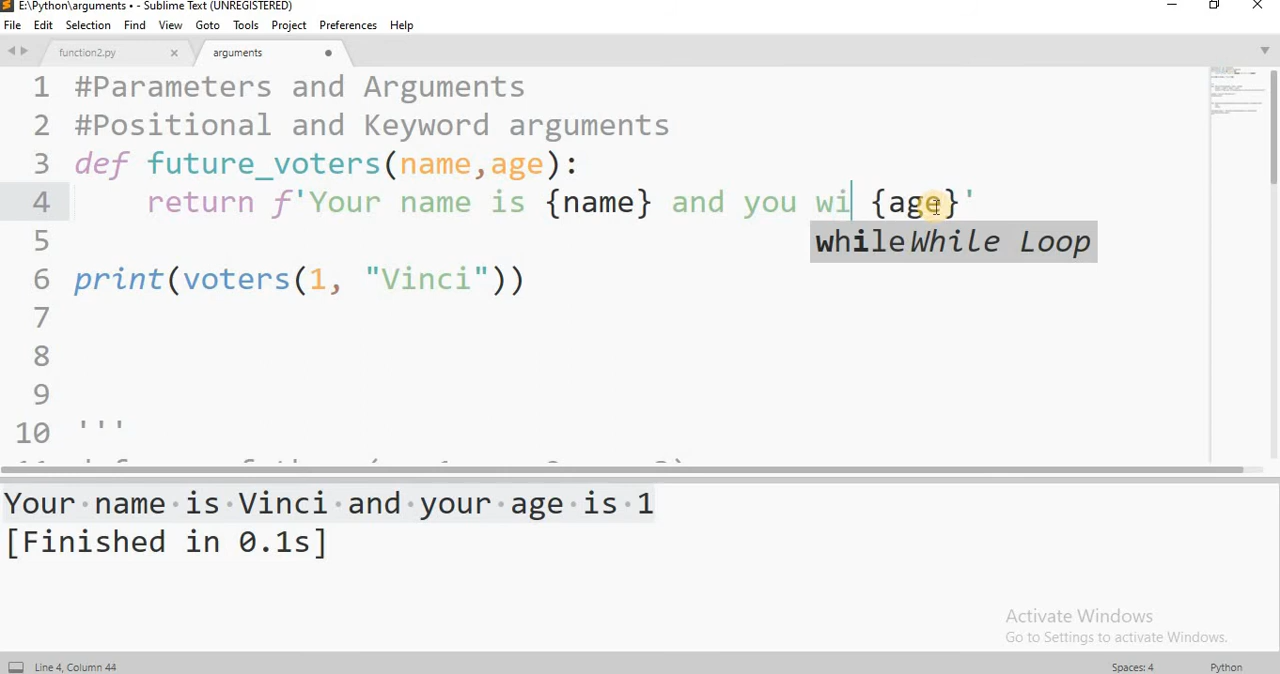 E:\Python\arguments • - Sublime Text (UNREGISTERED)
File Edit Selection Find View Goto Tools Project Preferences Help
function2.py × arguments
1 #Parameters and Arguments
2 #Positional and Keyword arguments
3 def future_voters(name,age):
4 return f'Your name is {name} and you wi {age}'
5 whileWhile Loop
6 print(voters(1, "Vinci"))
7
8
9
10 '''
Your name is Vinci and your age is 1
[Finished in 0.1s]
Activate Windows
Go to Settings to activate Windows.
Line 4, Column 44 Spaces: 4 Python